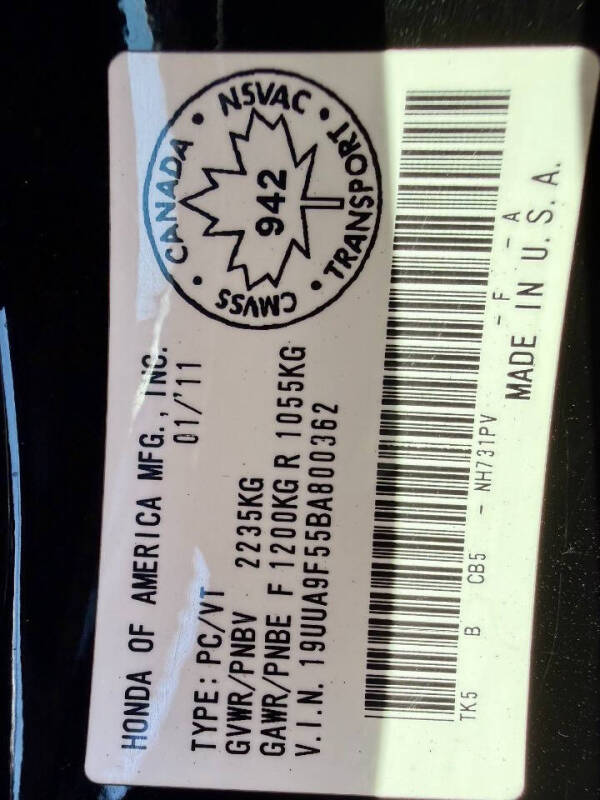 HONDA OF AMERICA MFG., INC.
01/'11
TYPE: PC/VT
GVWR/PNBV 2235KG
GAWR/PNBE F 1200KG R 1055KG
V.I.N. 19UUA9F55BA800362
CANADA • NSVAC • TRANSPORT • CMVSS •
942
TK5 B CB5 - NH731PV - F - A
MADE IN U.S.A.